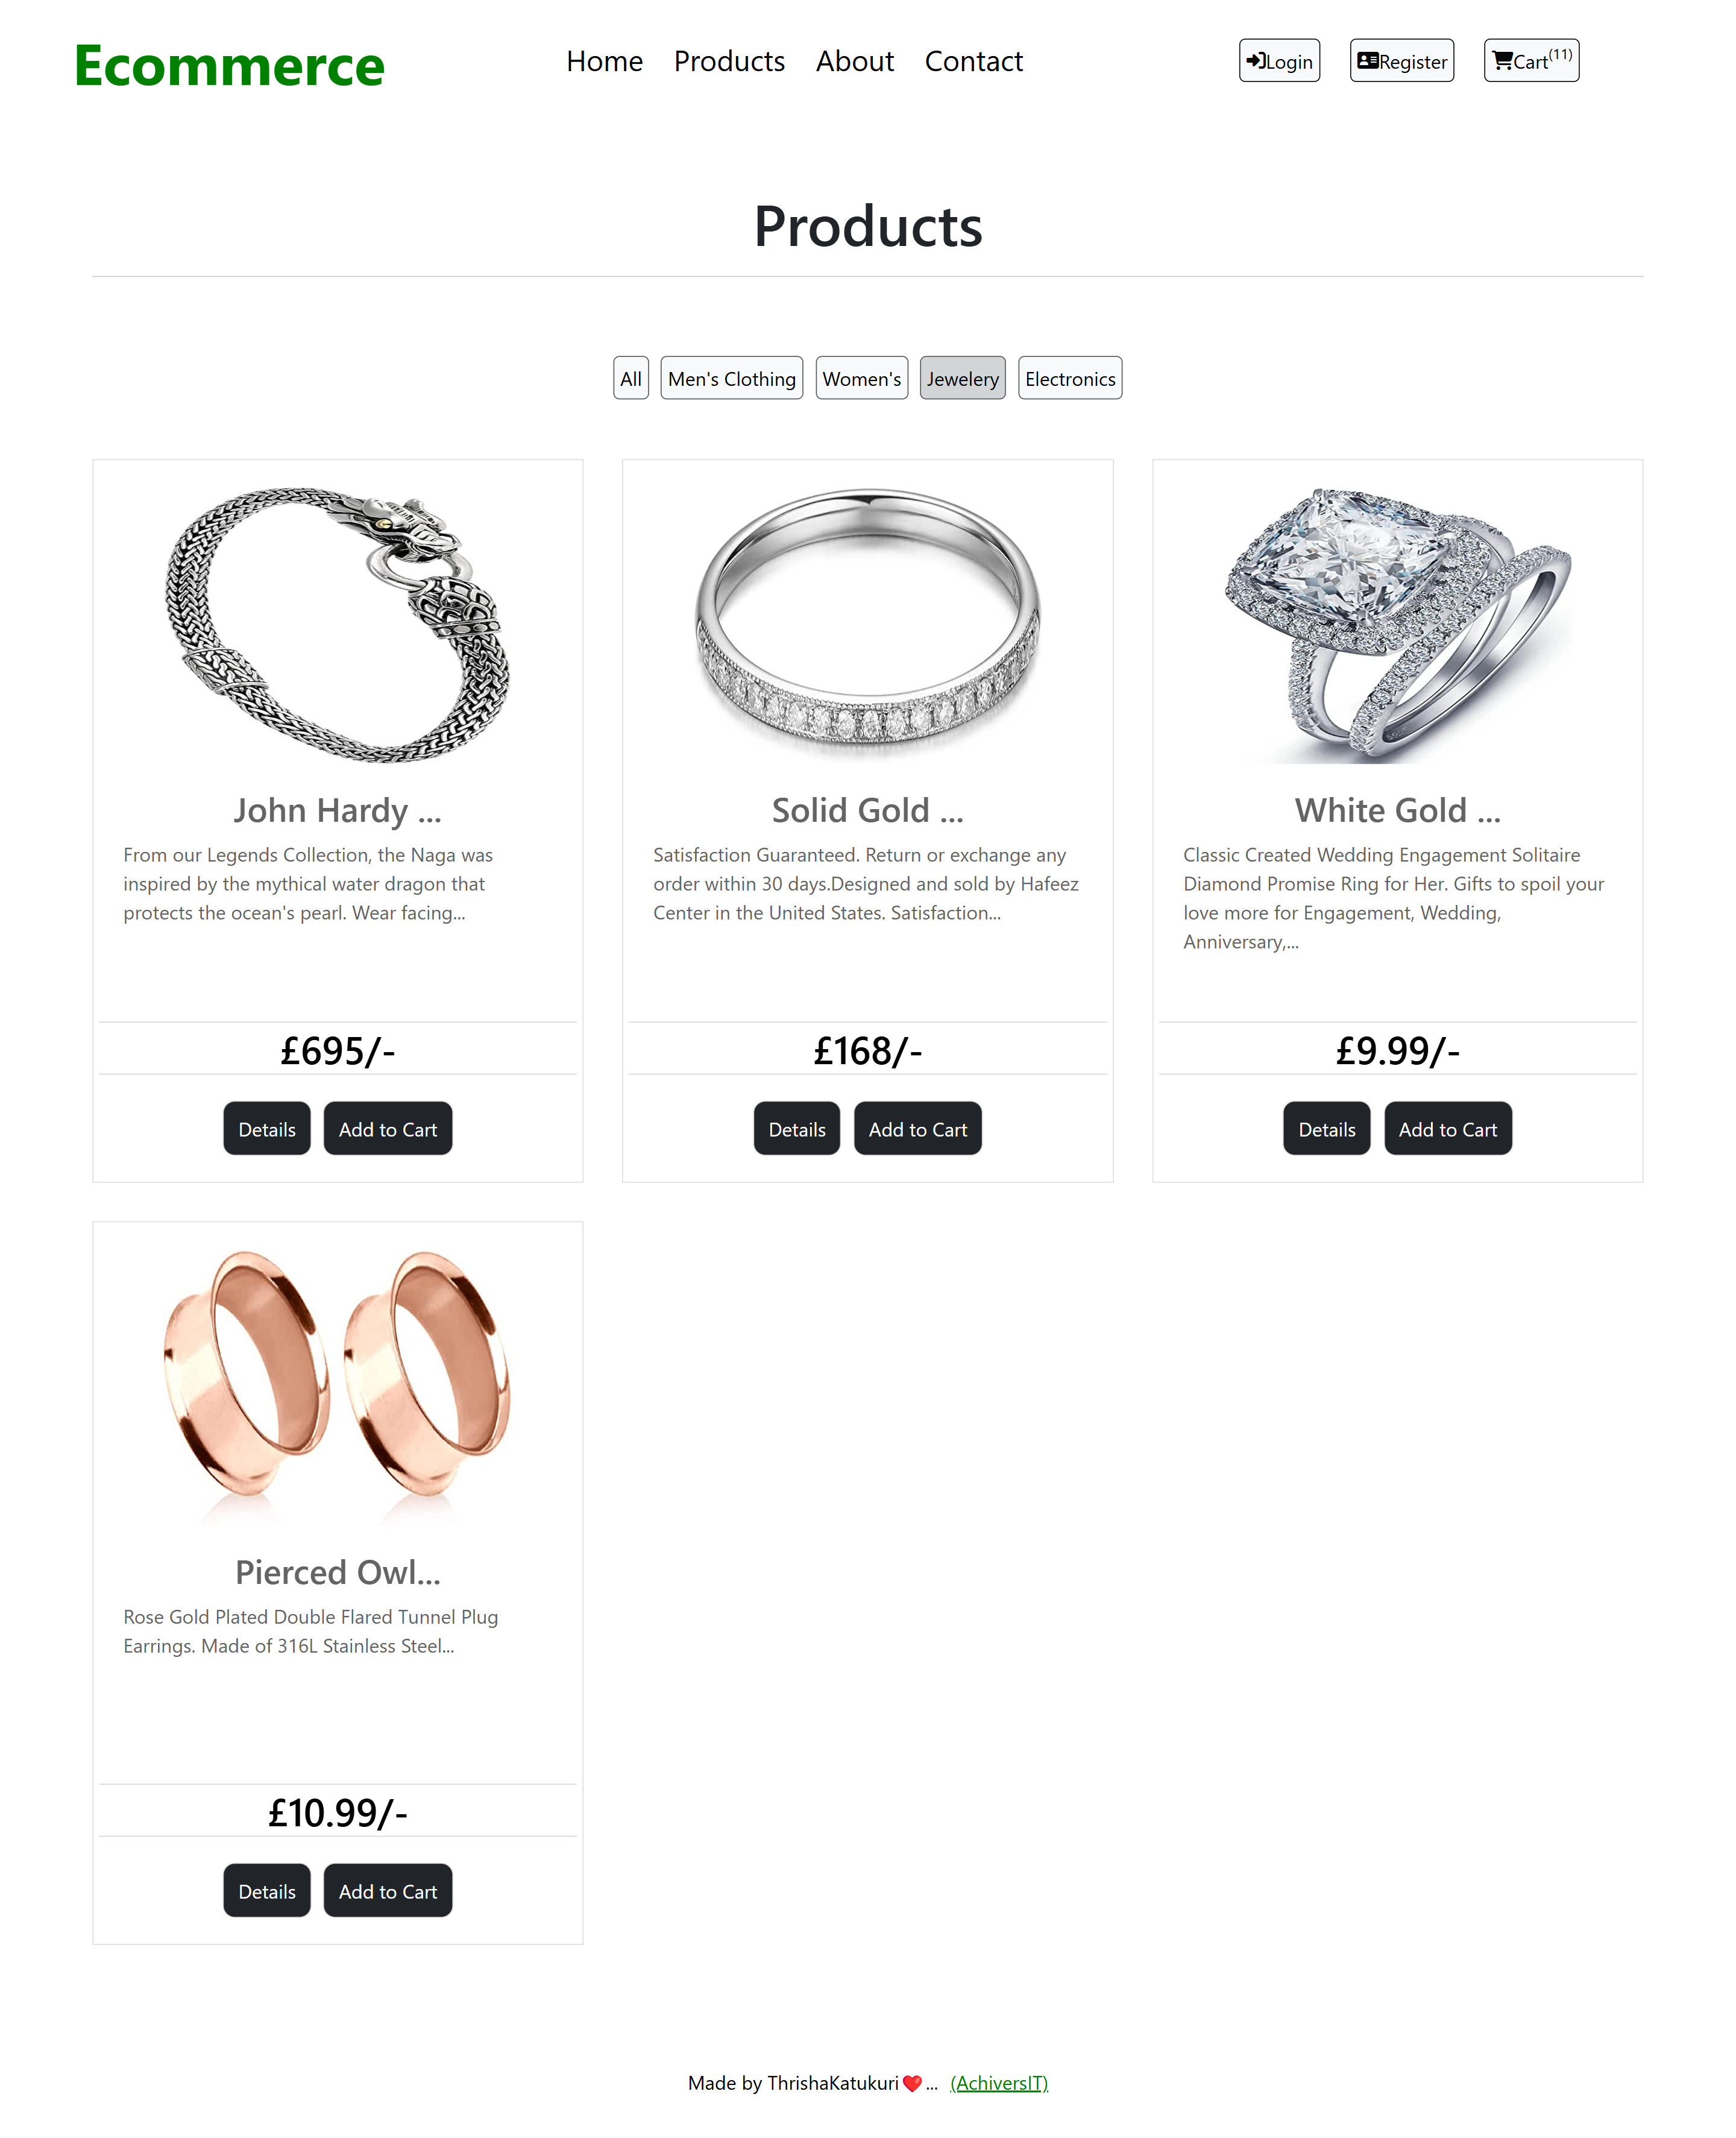 Ecommerce
Home Products About Contact
Login Register Cart(11)
Products
All Men's Clothing Women's Jewelery Electronics
John Hardy ...
From our Legends Collection, the Naga was
inspired by the mythical water dragon that
protects the ocean's pearl. Wear facing...
£695/-
Details Add to Cart
Solid Gold ...
Satisfaction Guaranteed. Return or exchange any
order within 30 days.Designed and sold by Hafeez
Center in the United States. Satisfaction...
£168/-
Details Add to Cart
White Gold ...
Classic Created Wedding Engagement Solitaire
Diamond Promise Ring for Her. Gifts to spoil your
love more for Engagement, Wedding,
Anniversary,...
£9.99/-
Details Add to Cart
Pierced Owl...
Rose Gold Plated Double Flared Tunnel Plug
Earrings. Made of 316L Stainless Steel...
£10.99/-
Details Add to Cart
Made by ThrishaKatukuri❤️... (AchiversIT)